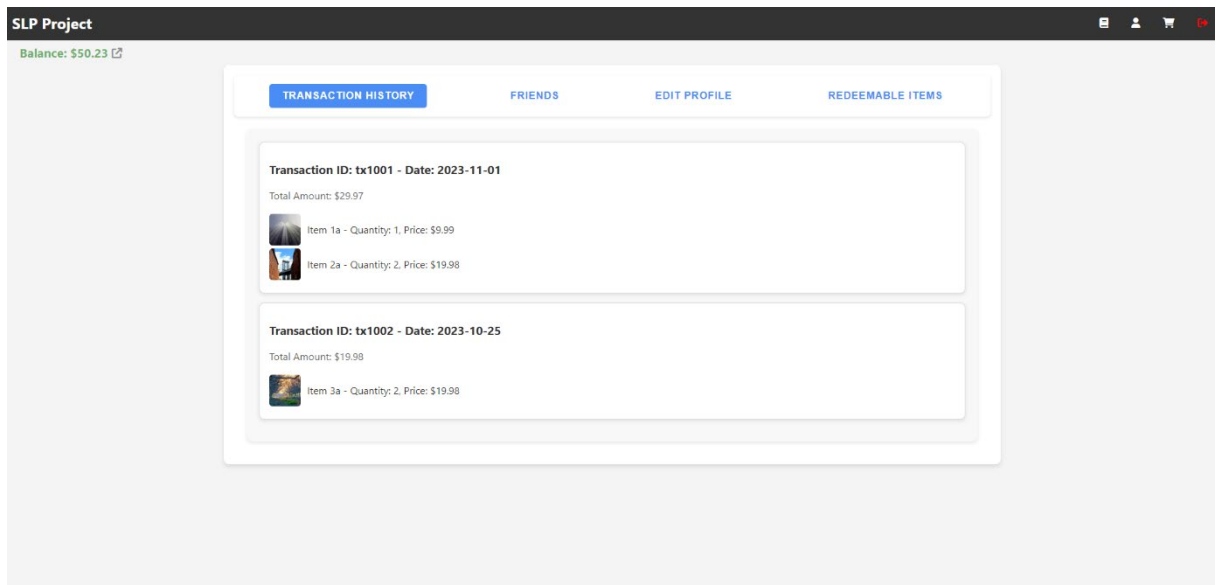 SLP Project
Balance: $50.23
TRANSACTION HISTORY FRIENDS EDIT PROFILE REDEEMABLE ITEMS
Transaction ID: tx1001 - Date: 2023-11-01
Total Amount: $29.97
Item 1a - Quantity: 1, Price: $9.99
Item 2a - Quantity: 2, Price: $19.98
Transaction ID: tx1002 - Date: 2023-10-25
Total Amount: $19.98
Item 3a - Quantity: 2, Price: $19.98